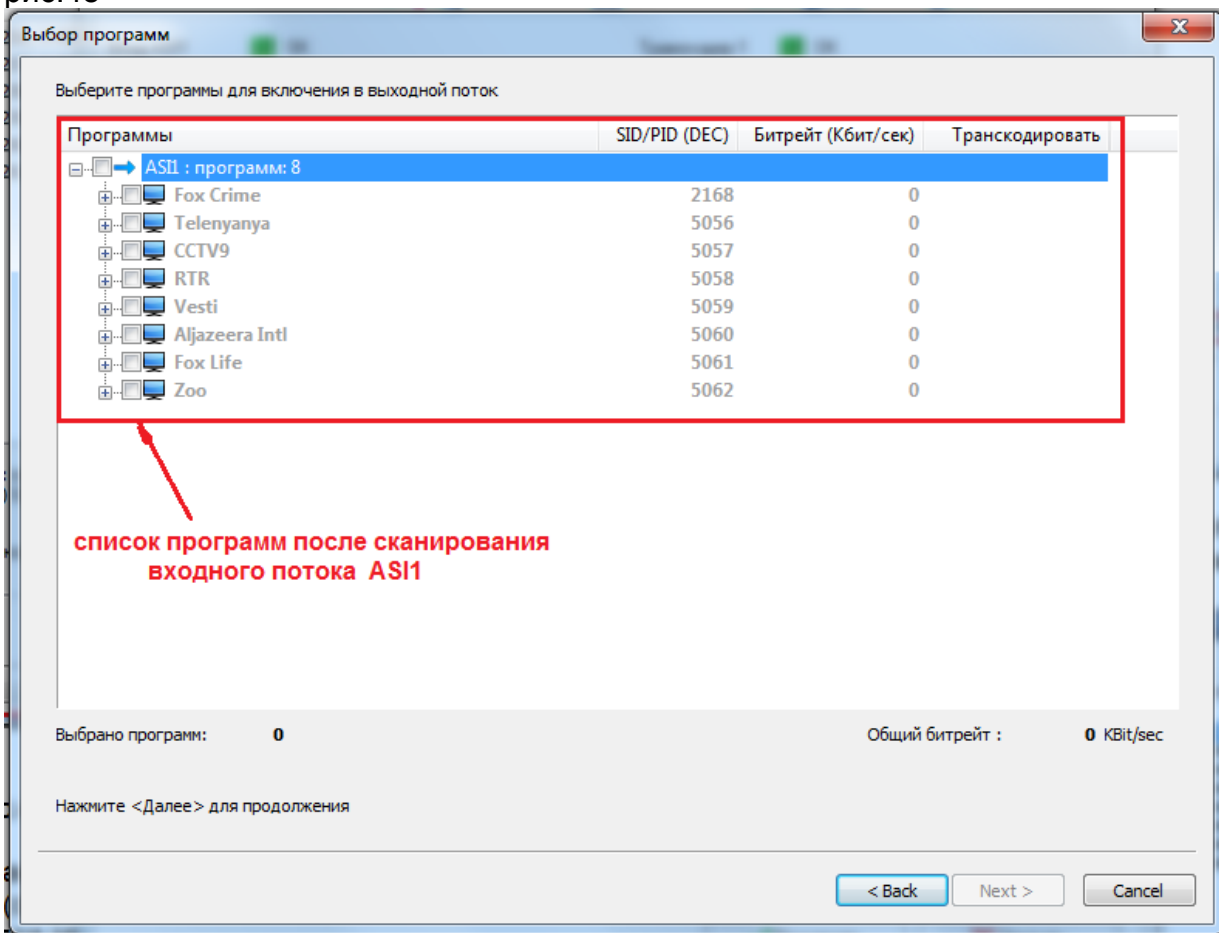 Выбор программ
Выберите программы для включения в выходной поток
Программы SID/PID (DEC) Битрейт (Кбит/сек) Транскодировать
ASI1 : программ: 8
Fox Crime 2168 0
Telenyanya 5056 0
CCTV9 5057 0
RTR 5058 0
Vesti 5059 0
Aljazeera Intl 5060 0
Fox Life 5061 0
Zoo 5062 0
список программ после сканирования
входного потока ASI1
Выбрано программ: 0 Общий битрейт : 0 KBit/sec
Нажмите <Далее> для продолжения
< Back Next > Cancel